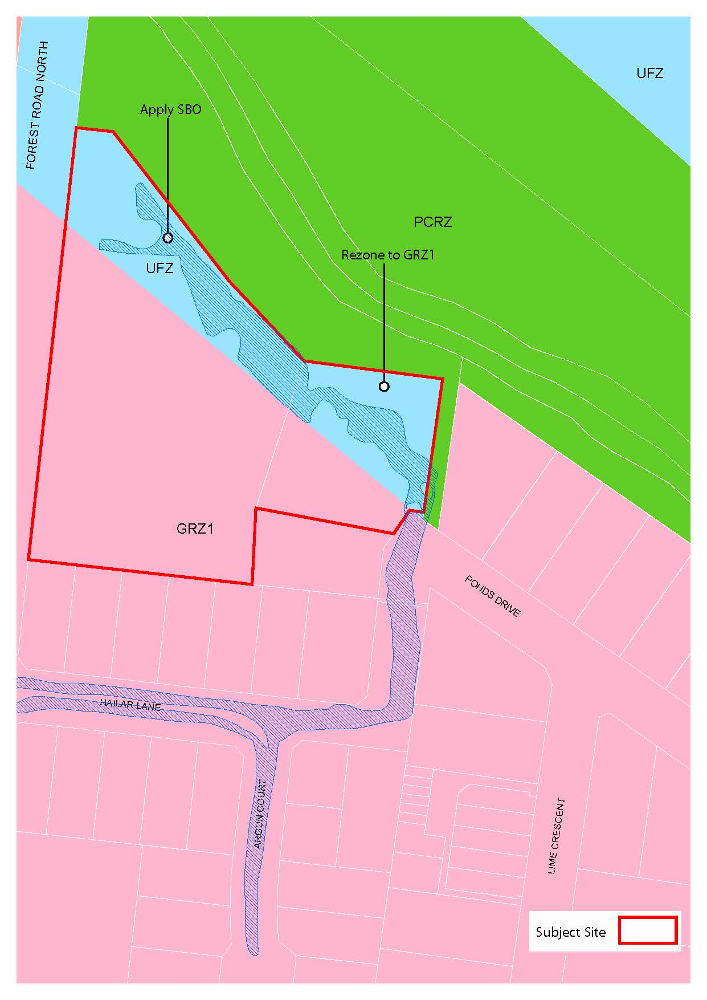 UFZ
FOREST ROAD NORTH
Apply SBO
PCRZ
Rezone to GRZ1
UFZ
GRZ1
PONDS DRIVE
HAILAR LANE
ARGUN COURT
LIME CRESCENT
Subject Site